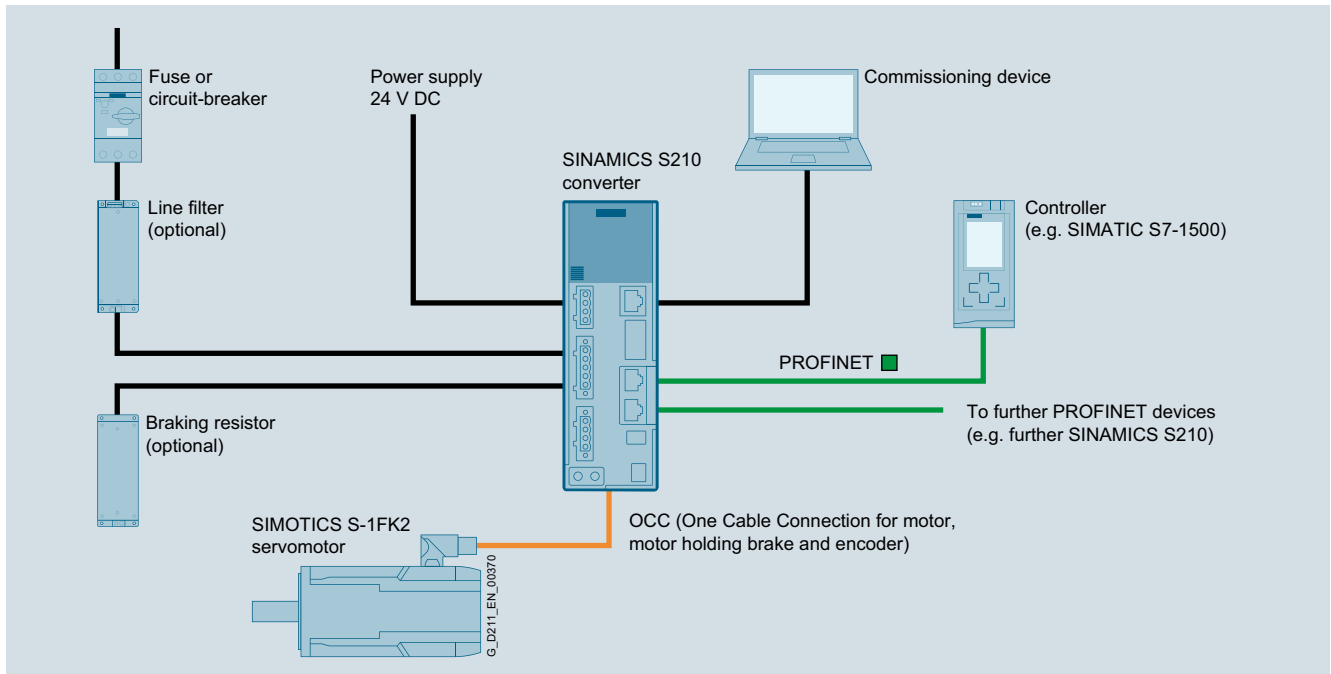 Fuse or
circuit-breaker
Power supply
24 V DC
Commissioning device
SINAMICS S210
converter
Line filter
(optional)
Controller
(e.g. SIMATIC S7-1500)
PROFINET
To further PROFINET devices
(e.g. further SINAMICS S210)
Braking resistor
(optional)
SIMOTICS S-1FK2
servomotor
OCC (One Cable Connection for motor,
motor holding brake and encoder)
G_D211_EN_00370